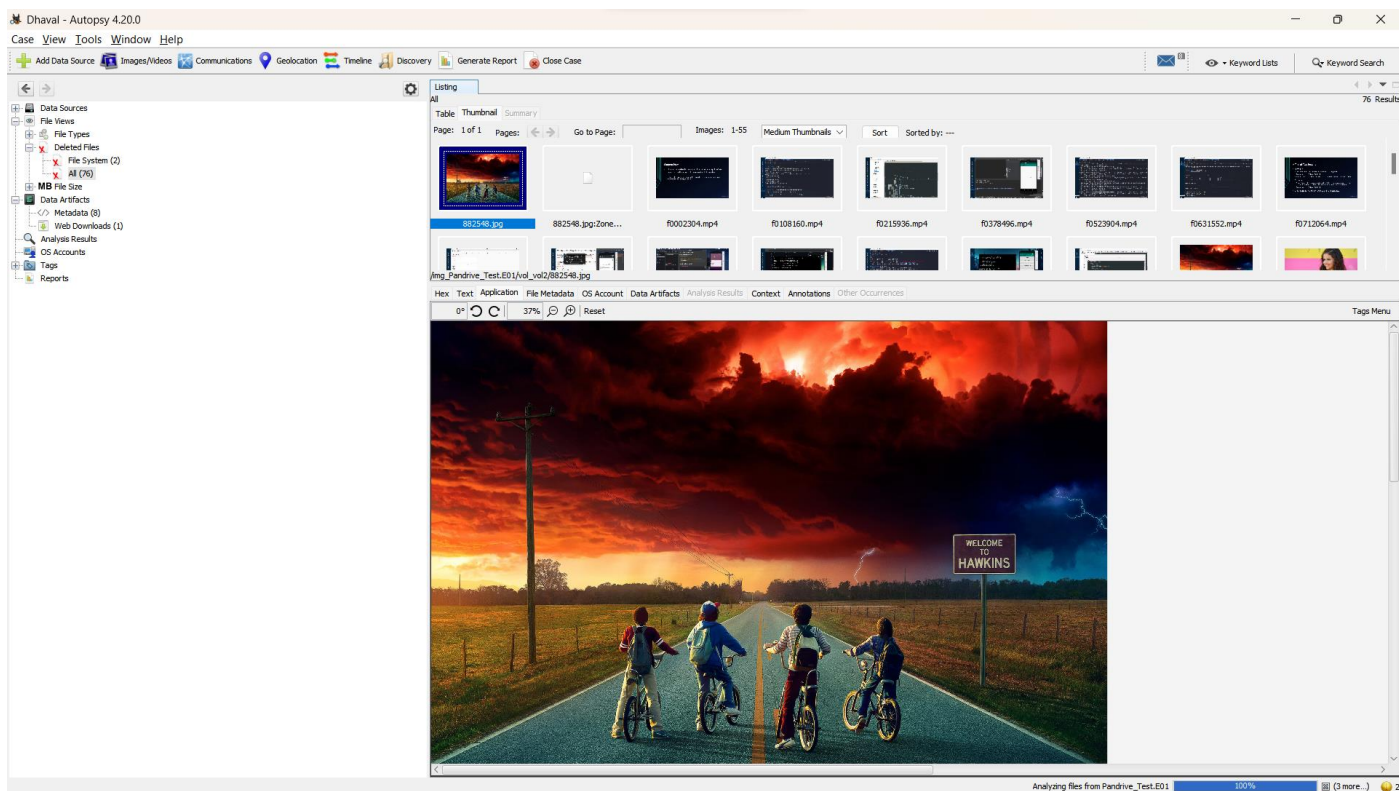 Dhaval - Autopsy 4.20.0
Case View Tools Window Help
Add Data Source Images/Videos Communications Geolocation Timeline Discovery Generate Report Close Case Keyword Lists Keyword Search
Listing
All
76 Results
Table Thumbnail Summary
Page: 1 of 1 Pages: Go to Page: Images: 1-55 Medium Thumbnails Sort Sorted by: ---
882548.jpg 882548.jpg:Zone... f0002304.mp4 f0108160.mp4 f0215936.mp4 f0378496.mp4 f0523904.mp4 f0631552.mp4 f0712064.mp4
/img_Pandrive_Test.E01/vol_vol2/882548.jpg
Data Sources
File Views
File Types
Deleted Files
File System (2)
All (76)
MB File Size
Data Artifacts
Metadata (8)
Web Downloads (1)
Analysis Results
OS Accounts
Tags
Reports
Hex Text Application File Metadata OS Account Data Artifacts Analysis Results Context Annotations Other Occurrences
0° 37% Reset Tags Menu
WELCOME
TO
HAWKINS
Analyzing files from Pandrive_Test.E01 100% (3 more...) 2